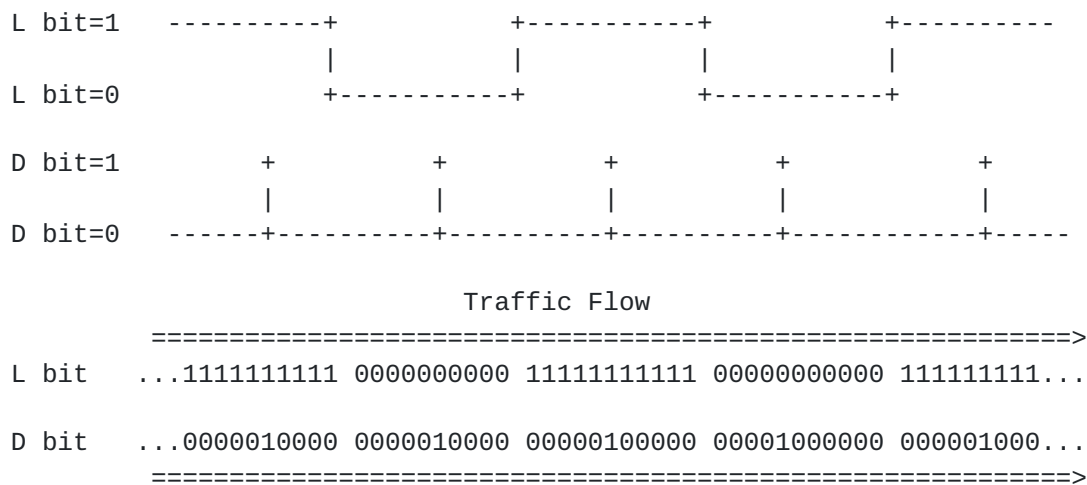 L bit=1   ----------+           +-----------+           +----------
                    |           |           |           |
L bit=0             +-----------+           +-----------+

D bit=1         +          +          +          +            +
                |          |          |          |            |
D bit=0   ------+----------+----------+----------+------------+-----

                             Traffic Flow
         ===========================================================>
L bit   ...1111111111 0000000000 11111111111 00000000000 111111111...

D bit   ...0000010000 0000010000 00000100000 00001000000 000001000...
         ===========================================================>